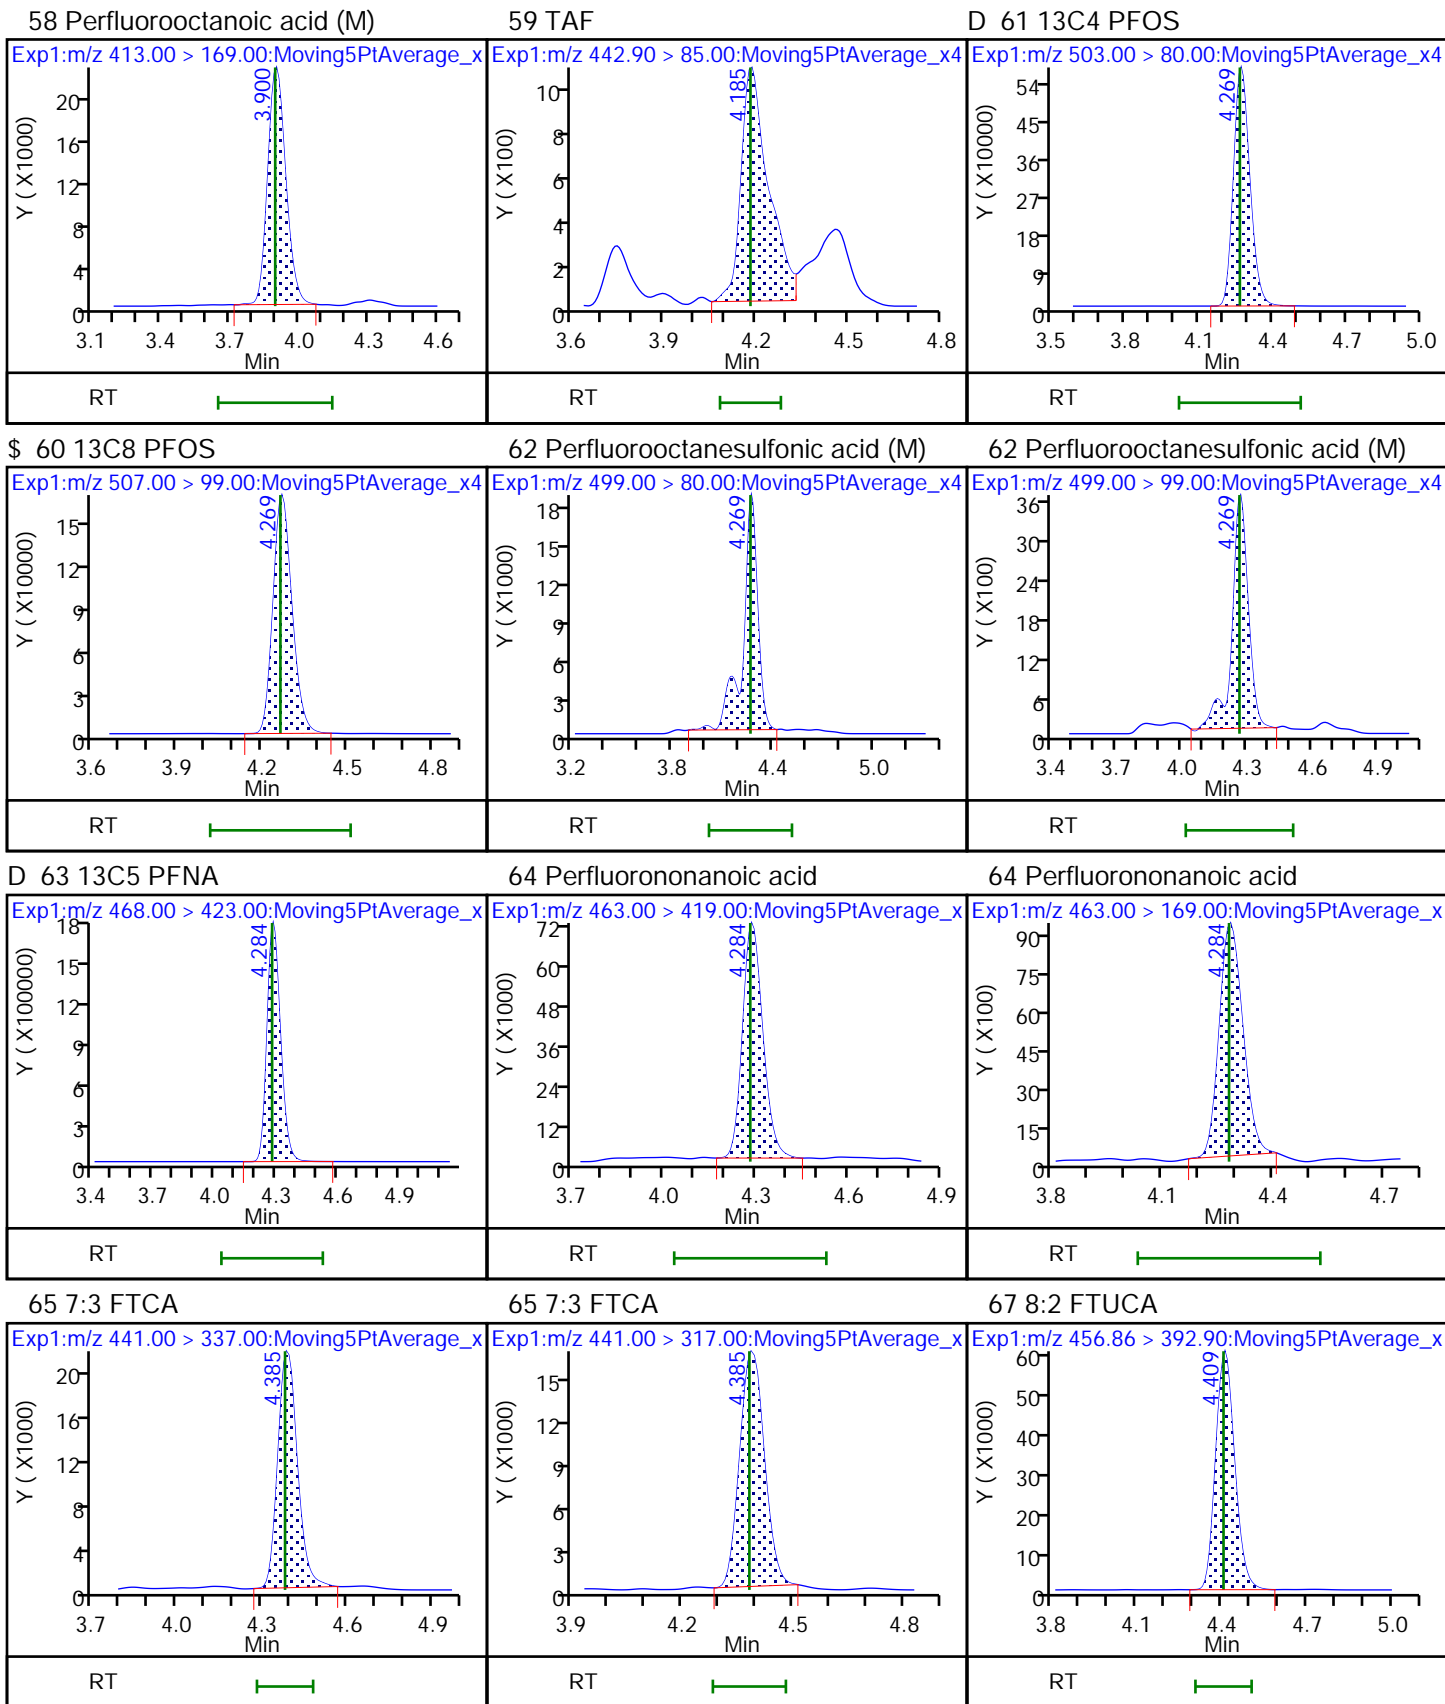 58 Perfluorooctanoic acid (M)
Exp1:m/z 413.00 > 169.00:Moving5PtAverage_x
Y ( X10000)
20
16
12
8
4
0
3.900
3.1 3.4 3.7 4.0 4.3 4.6
Min
RT
59 TAF
Exp1:m/z 442.90 > 85.00:Moving5PtAverage_x4
Y ( X100)
10
8
6
4
2
0
4.185
3.6 3.9 4.2 4.5 4.8
Min
RT
D 61 13C4 PFOS
Exp1:m/z 503.00 > 80.00:Moving5PtAverage_x4
Y ( X10000)
54
45
36
27
18
9
0
4.269
3.5 3.8 4.1 4.4 4.7 5.0
Min
RT
$ 60 13C8 PFOS
Exp1:m/z 507.00 > 99.00:Moving5PtAverage_x4
Y ( X10000)
15
12
9
6
3
0
4.269
3.6 3.9 4.2 4.5 4.8
Min
RT
62 Perfluorooctanesulfonic acid (M)
Exp1:m/z 499.00 > 80.00:Moving5PtAverage_x4
Y ( X1000)
18
15
12
9
6
3
0
4.269
3.2 3.8 4.4 5.0
Min
RT
62 Perfluorooctanesulfonic acid (M)
Exp1:m/z 499.00 > 99.00:Moving5PtAverage_x4
Y ( X100)
36
30
24
18
12
6
0
4.269
3.4 3.7 4.0 4.3 4.6 4.9
Min
RT
D 63 13C5 PFNA
Exp1:m/z 468.00 > 423.00:Moving5PtAverage_x
Y ( X100000)
18
15
12
9
6
3
0
4.284
3.4 3.7 4.0 4.3 4.6 4.9
Min
RT
64 Perfluorononanoic acid
Exp1:m/z 463.00 > 419.00:Moving5PtAverage_x
Y ( X1000)
72
60
48
36
24
12
0
4.284
3.7 4.0 4.3 4.6 4.9
Min
RT
64 Perfluorononanoic acid
Exp1:m/z 463.00 > 169.00:Moving5PtAverage_x
Y ( X100)
90
75
60
45
30
15
0
4.284
3.8 4.1 4.4 4.7
Min
RT
65 7:3 FTCA
Exp1:m/z 441.00 > 337.00:Moving5PtAverage_x
Y ( X1000)
20
16
12
8
4
0
4.385
3.7 4.0 4.3 4.6 4.9
Min
RT
65 7:3 FTCA
Exp1:m/z 441.00 > 317.00:Moving5PtAverage_x
Y ( X1000)
15
12
9
6
3
0
4.385
3.9 4.2 4.5 4.8
Min
RT
67 8:2 FTUCA
Exp1:m/z 456.86 > 392.90:Moving5PtAverage_x
Y ( X1000)
60
50
40
30
20
10
0
4.409
3.8 4.1 4.4 4.7 5.0
Min
RT